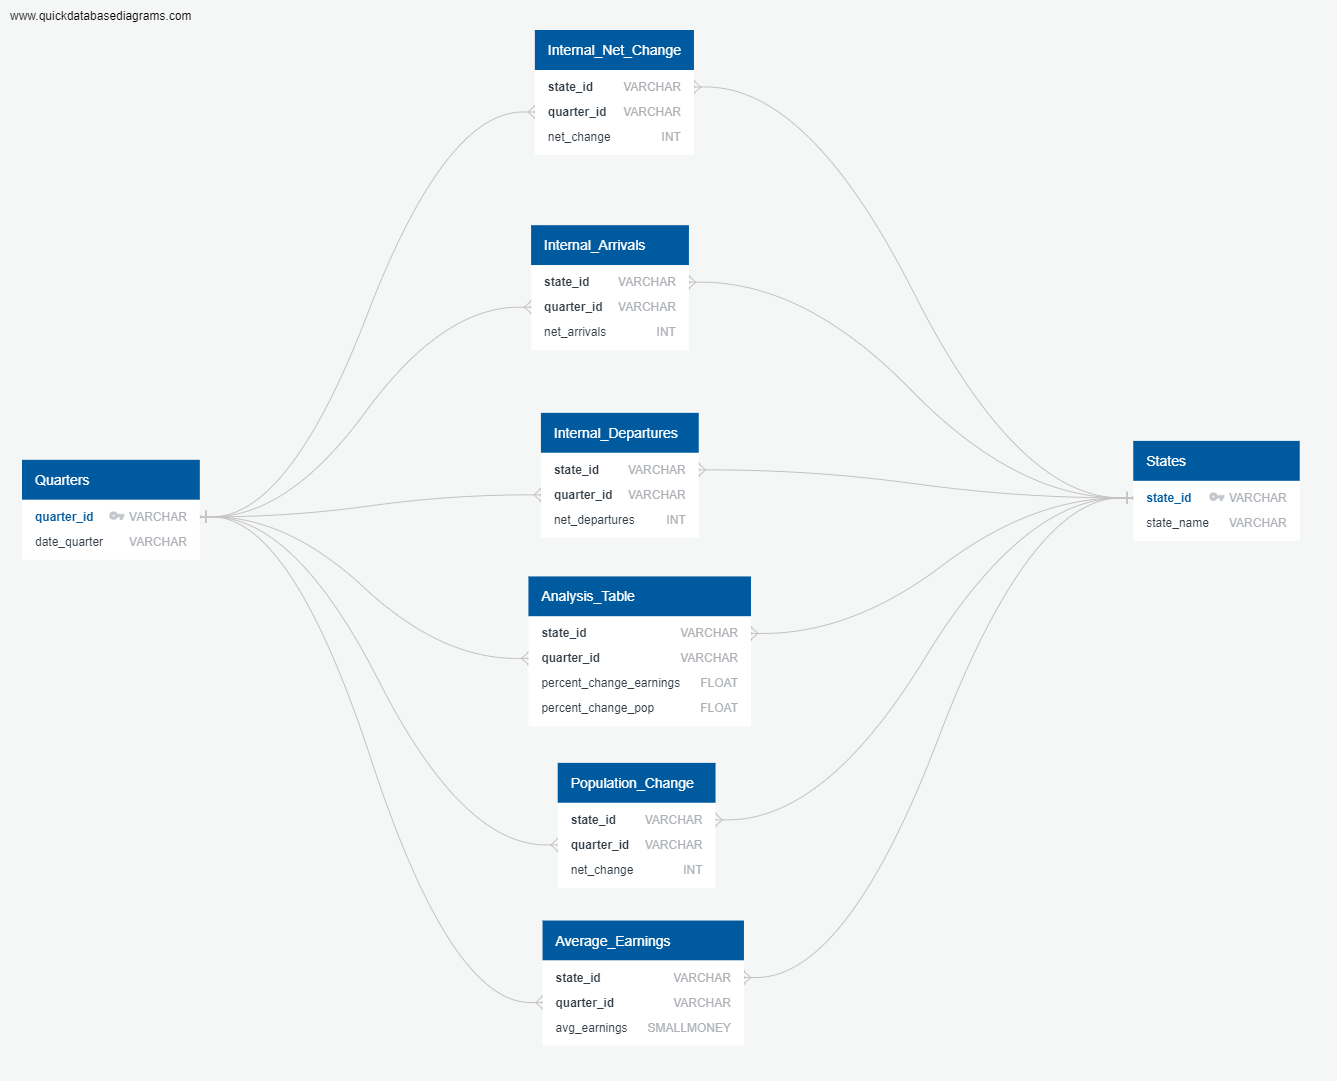 www.quickdatabasediagrams.com
Internal_Net_Change
state_id VARCHAR
quarter_id VARCHAR
net_change INT
Internal_Arrivals
state_id VARCHAR
quarter_id VARCHAR
net_arrivals INT
Internal_Departures
state_id VARCHAR
quarter_id VARCHAR
net_departures INT
Quarters
quarter_id VARCHAR
date_quarter VARCHAR
States
state_id VARCHAR
state_name VARCHAR
Analysis_Table
state_id VARCHAR
quarter_id VARCHAR
percent_change_earnings FLOAT
percent_change_pop FLOAT
Population_Change
state_id VARCHAR
quarter_id VARCHAR
net_change INT
Average_Earnings
state_id VARCHAR
quarter_id VARCHAR
avg_earnings SMALLMONEY